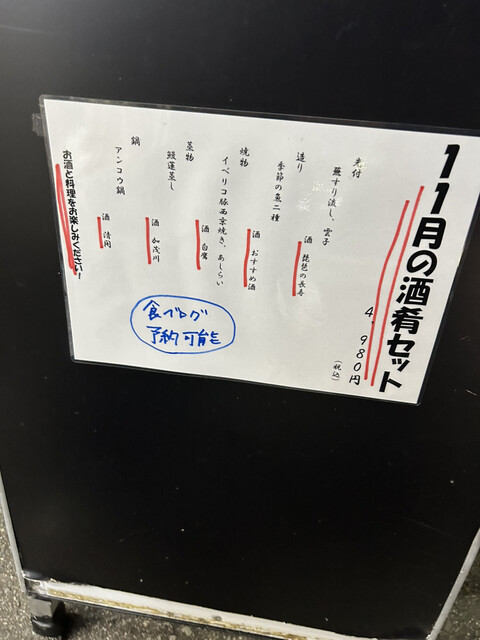 11月の酒肴セット
4,980円
(税込)
先付
蕪すり流し、雲子
酒 琵琶の長寿
造り
季節の魚二種
酒 おすすめ酒
焼物
イベリコ豚西京焼き、あしらい
酒 白鷹
蒸物
鰻蓮蒸し
酒 加茂川
鍋
アンコウ鍋
酒 清開
お酒と料理をお楽しみください!
食べログ
予約可能